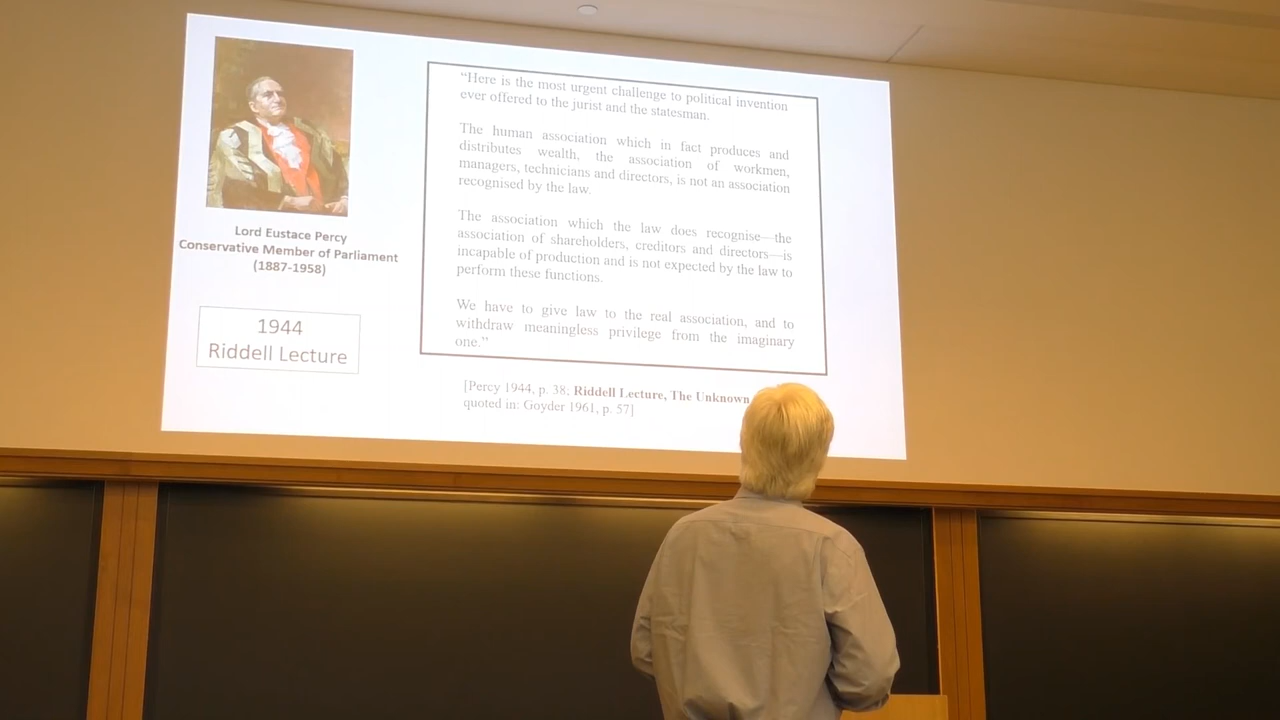 Lord Eustace Percy
Conservative Member of Parliament
(1887-1958)
1944
Riddell Lecture
“Here is the most urgent challenge to political invention
ever offered to the jurist and the statesman.
The human association which in fact produces and
distributes wealth, the association of workmen,
managers, technicians and directors, is not an association
recognised by the law.
The association which the law does recognise—the
association of shareholders, creditors and directors—is
incapable of production and is not expected by the law to
perform these functions.
We have to give law to the real association, and to
withdraw meaningless privilege from the imaginary
one.”
[Percy 1944, p. 38; Riddell Lecture, The Unknown
quoted in: Goyder 1961, p. 57]